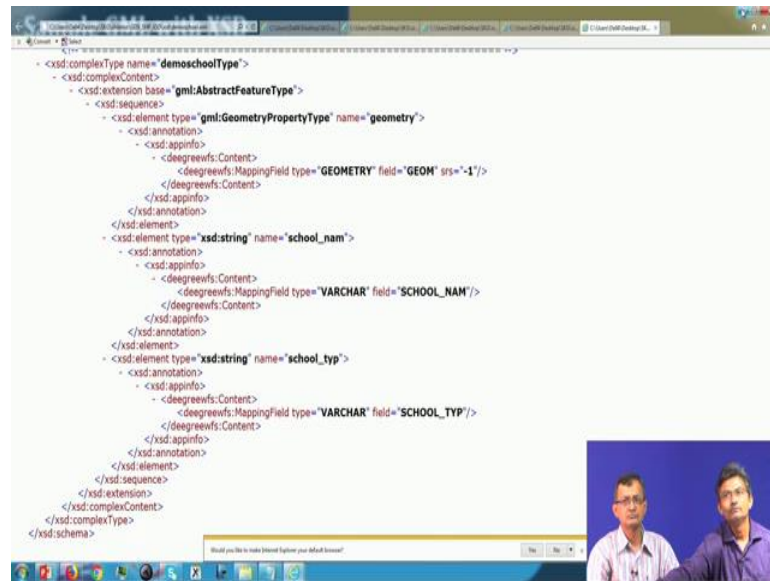 Sample GML with XSD
Convert Select
- <xsd:complexType name="demoschoolType">
- <xsd:complexContent>
- <xsd:extension base="gml:AbstractFeatureType">
- <xsd:sequence>
- <xsd:element type="gml:GeometryPropertyType" name="geometry">
- <xsd:annotation>
- <xsd:appinfo>
- <deegreewfs:Content>
<deegreewfs:MappingField type="GEOMETRY" field="GEOM" srs="-1"/>
</deegreewfs:Content>
</xsd:appinfo>
</xsd:annotation>
</xsd:element>
- <xsd:element type="xsd:string" name="school_nam">
- <xsd:annotation>
- <xsd:appinfo>
- <deegreewfs:Content>
<deegreewfs:MappingField type="VARCHAR" field="SCHOOL_NAM"/>
</deegreewfs:Content>
</xsd:appinfo>
</xsd:annotation>
</xsd:element>
- <xsd:element type="xsd:string" name="school_typ">
- <xsd:annotation>
- <xsd:appinfo>
- <deegreewfs:Content>
<deegreewfs:MappingField type="VARCHAR" field="SCHOOL_TYP"/>
</deegreewfs:Content>
</xsd:appinfo>
</xsd:annotation>
</xsd:element>
</xsd:sequence>
</xsd:extension>
</xsd:complexContent>
</xsd:complexType>
</xsd:schema>
Would you like to make Internet Explorer your default browser? Yes No